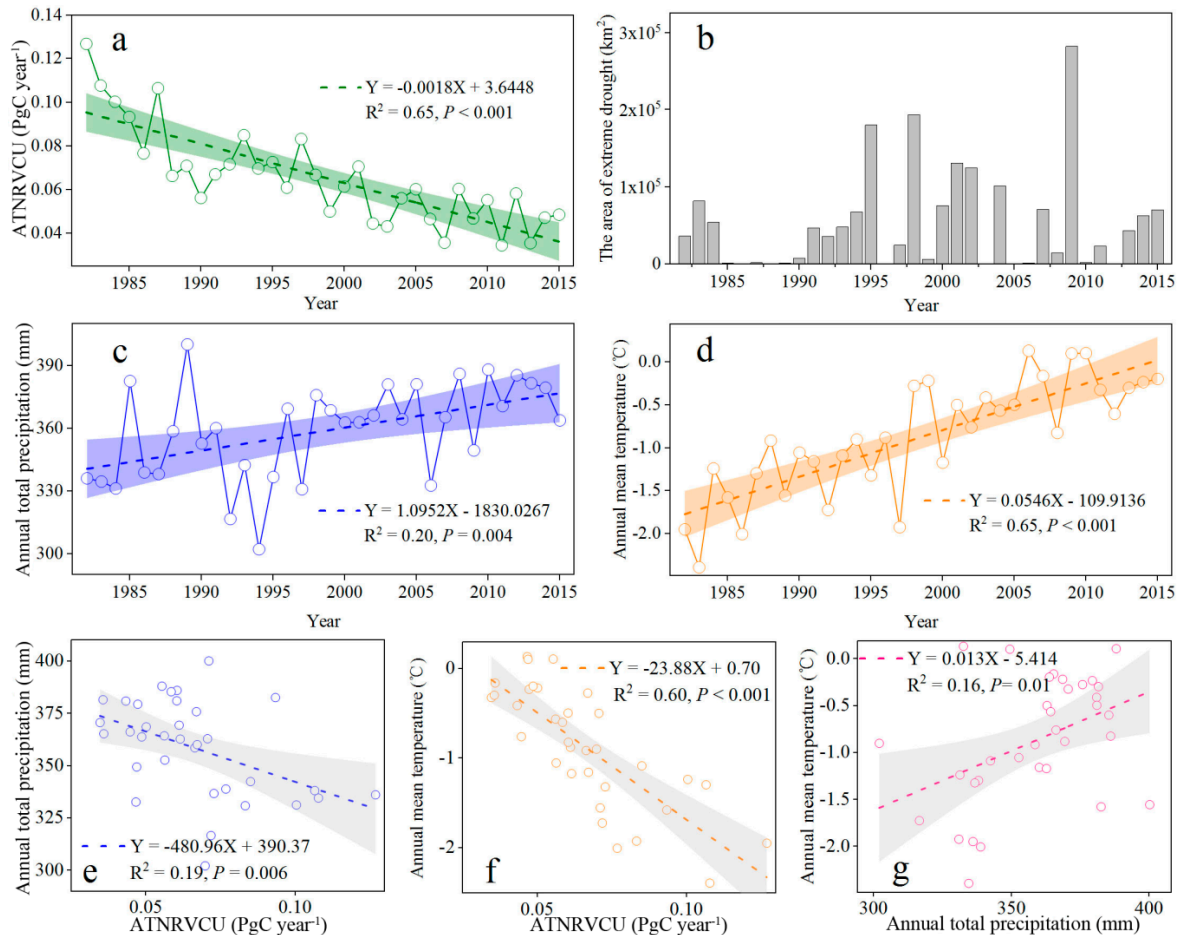 a
ATNRVCU (PgC year⁻¹)
0.14
0.12
0.10
0.08
0.06
0.04
Y = -0.0018X + 3.6448
R² = 0.65, P < 0.001
1985 1990 1995 2000 2005 2010 2015
Year
b
The area of extreme drought (km²)
3x10⁵
2x10⁵
1x10⁵
0
1985 1990 1995 2000 2005 2010 2015
Year
c
Annual total precipitation (mm)
390
360
330
300
Y = 1.0952X - 1830.0267
R² = 0.20, P = 0.004
1985 1990 1995 2000 2005 2010 2015
Year
d
Annual mean temperature (℃)
0.0
-0.5
-1.0
-1.5
-2.0
Y = 0.0546X - 109.9136
R² = 0.65, P < 0.001
1985 1990 1995 2000 2005 2010 2015
Year
e
Annual total precipitation (mm)
400
375
350
325
300
Y = -480.96X + 390.37
R² = 0.19, P = 0.006
0.05 0.10
ATNRVCU (PgC year⁻¹)
f
Annual mean temperature (℃)
0
-1
-2
Y = -23.88X + 0.70
R² = 0.60, P < 0.001
0.05 0.10
ATNRVCU (PgC year⁻¹)
g
Annual mean temperature (℃)
0.0
-0.5
-1.0
-1.5
-2.0
Y = 0.013X - 5.414
R² = 0.16, P= 0.01
300 350 400
Annual total precipitation (mm)